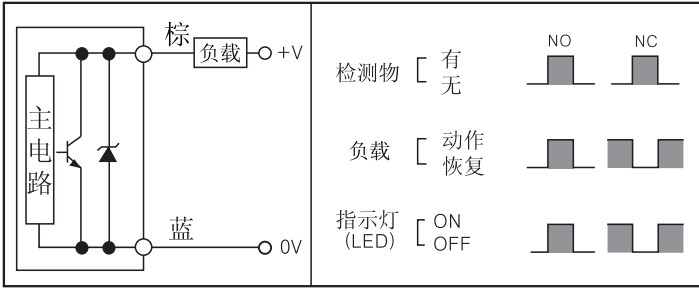 棕
负载
+V
主电路
蓝
0V
NO NC
检测物 有
无
负载 动作
恢复
指示灯 ON
(LED) OFF